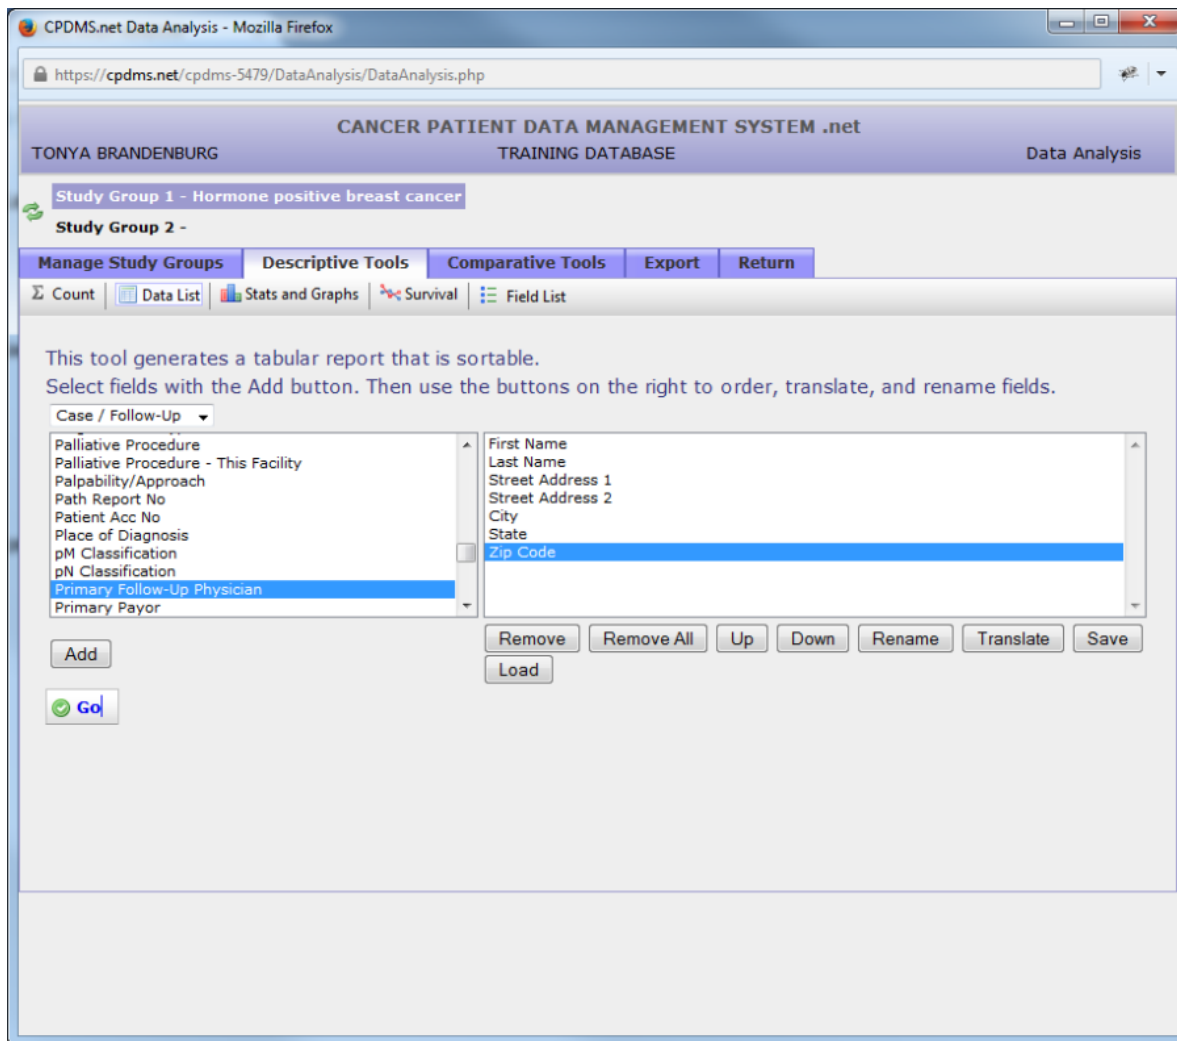 CPDMS.net Data Analysis - Mozilla Firefox
https://cpdms.net/cpdms-5479/DataAnalysis/DataAnalysis.php
CANCER PATIENT DATA MANAGEMENT SYSTEM .net
TONYA BRANDENBURG TRAINING DATABASE Data Analysis
Study Group 1 - Hormone positive breast cancer
Study Group 2 -
Manage Study Groups Descriptive Tools Comparative Tools Export Return
Σ Count Data List Stats and Graphs Survival Field List
This tool generates a tabular report that is sortable.
Select fields with the Add button. Then use the buttons on the right to order, translate, and rename fields.
Case / Follow-Up
Palliative Procedure
Palliative Procedure - This Facility
Palpability/Approach
Path Report No
Patient Acc No
Place of Diagnosis
pM Classification
pN Classification
Primary Follow-Up Physician
Primary Payor
First Name
Last Name
Street Address 1
Street Address 2
City
State
Zip Code
Add
Remove Remove All Up Down Rename Translate Save
Load
Go